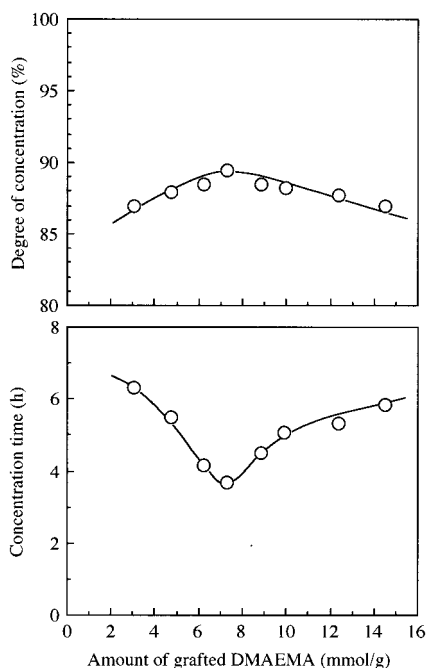 100
95
90
85
80
Degree of concentration (%)
8
6
4
2
0
Concentration time (h)
0 2 4 6 8 10 12 14 16
Amount of grafted DMAEMA (mmol/g)